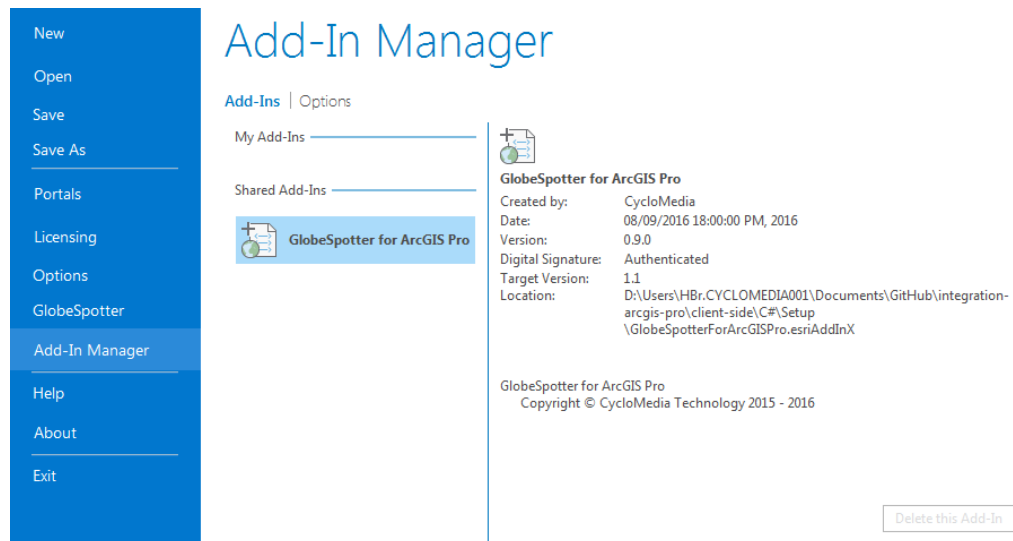 New
Open
Save
Save As
Portals
Licensing
Options
GlobeSpotter
Add-In Manager
Help
About
Exit
Add-In Manager
Add-Ins | Options
My Add-Ins
Shared Add-Ins
GlobeSpotter for ArcGIS Pro
GlobeSpotter for ArcGIS Pro
Created by: CycloMedia
Date: 08/09/2016 18:00:00 PM, 2016
Version: 0.9.0
Digital Signature: Authenticated
Target Version: 1.1
Location: D:\Users\HBr.CYCLOMEDIA001\Documents\GitHub\integration-
arcgis-pro\client-side\C#\Setup
\GlobeSpotterForArcGISPro.esriAddInX
GlobeSpotter for ArcGIS Pro
Copyright © CycloMedia Technology 2015 - 2016
Delete this Add-In